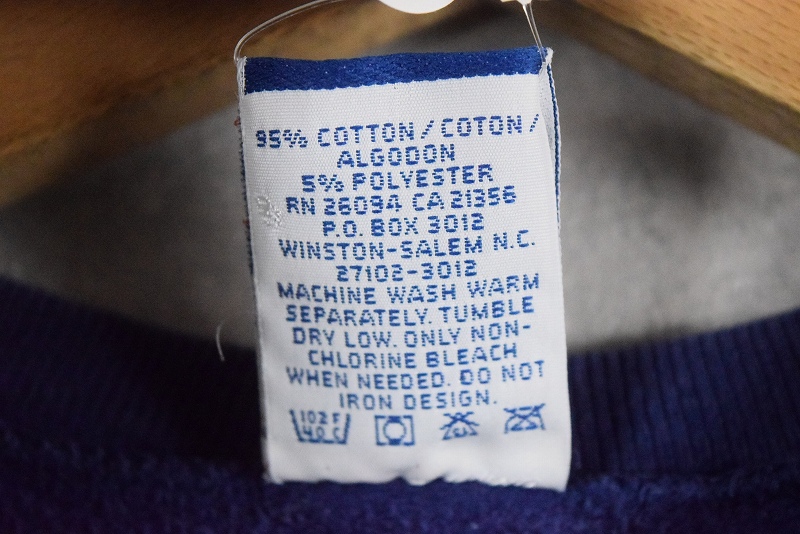 95% COTTON / COTON /
ALGODON
5% POLYESTER
RN 26094 CA 21356
P.O. BOX 3012
WINSTON-SALEM N.C.
27102-3012
MACHINE WASH WARM
SEPARATELY. TUMBLE
DRY LOW. ONLY NON-
CHLORINE BLEACH
WHEN NEEDED. DO NOT
IRON DESIGN.
102 F
40 C